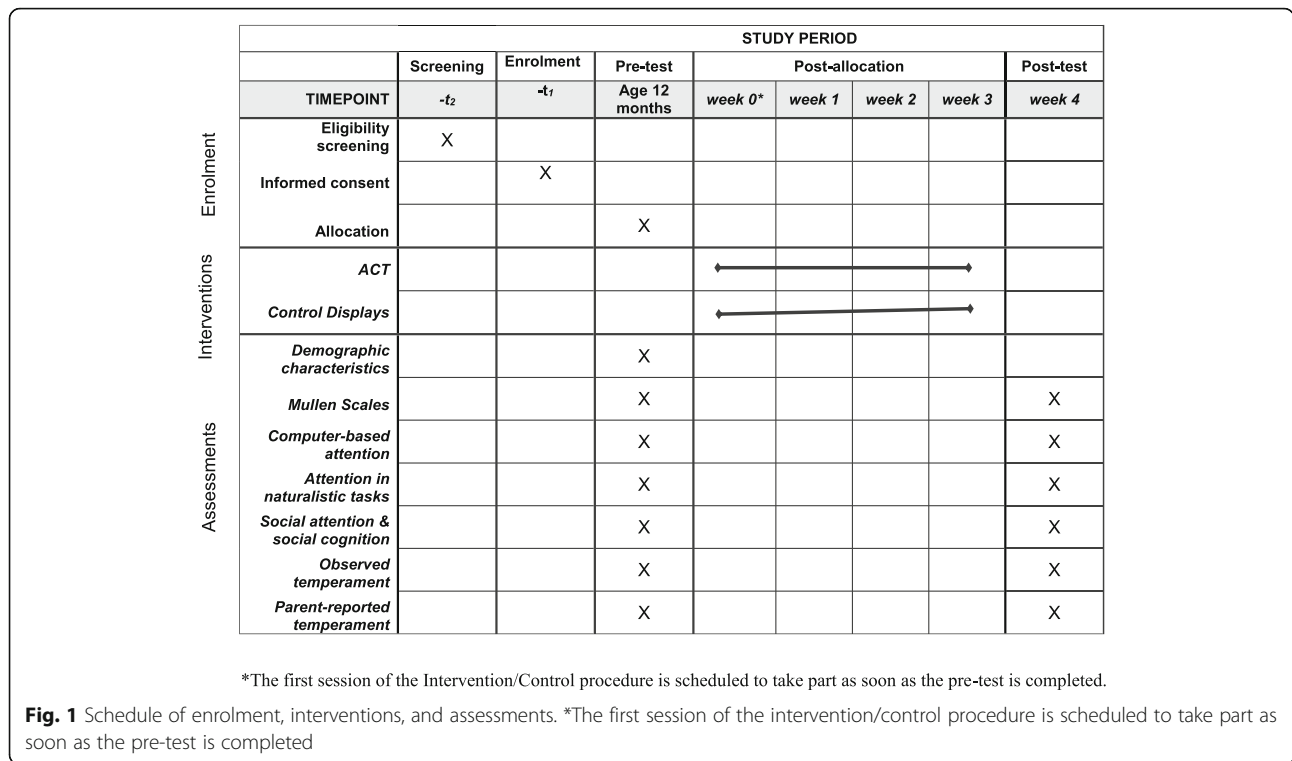 STUDY PERIOD
Screening Enrolment Pre-test Post-allocation Post-test
TIMEPOINT -t2 -t1 Age 12 months week 0* week 1 week 2 week 3 week 4
Enrolment
Eligibility screening X
Informed consent X
Allocation X
Interventions
ACT
Control Displays
Assessments
Demographic characteristics X
Mullen Scales X X
Computer-based attention X X
Attention in naturalistic tasks X X
Social attention & social cognition X X
Observed temperament X X
Parent-reported temperament X X
*The first session of the Intervention/Control procedure is scheduled to take part as soon as the pre-test is completed.
Fig. 1 Schedule of enrolment, interventions, and assessments. *The first session of the intervention/control procedure is scheduled to take part as
soon as the pre-test is completed